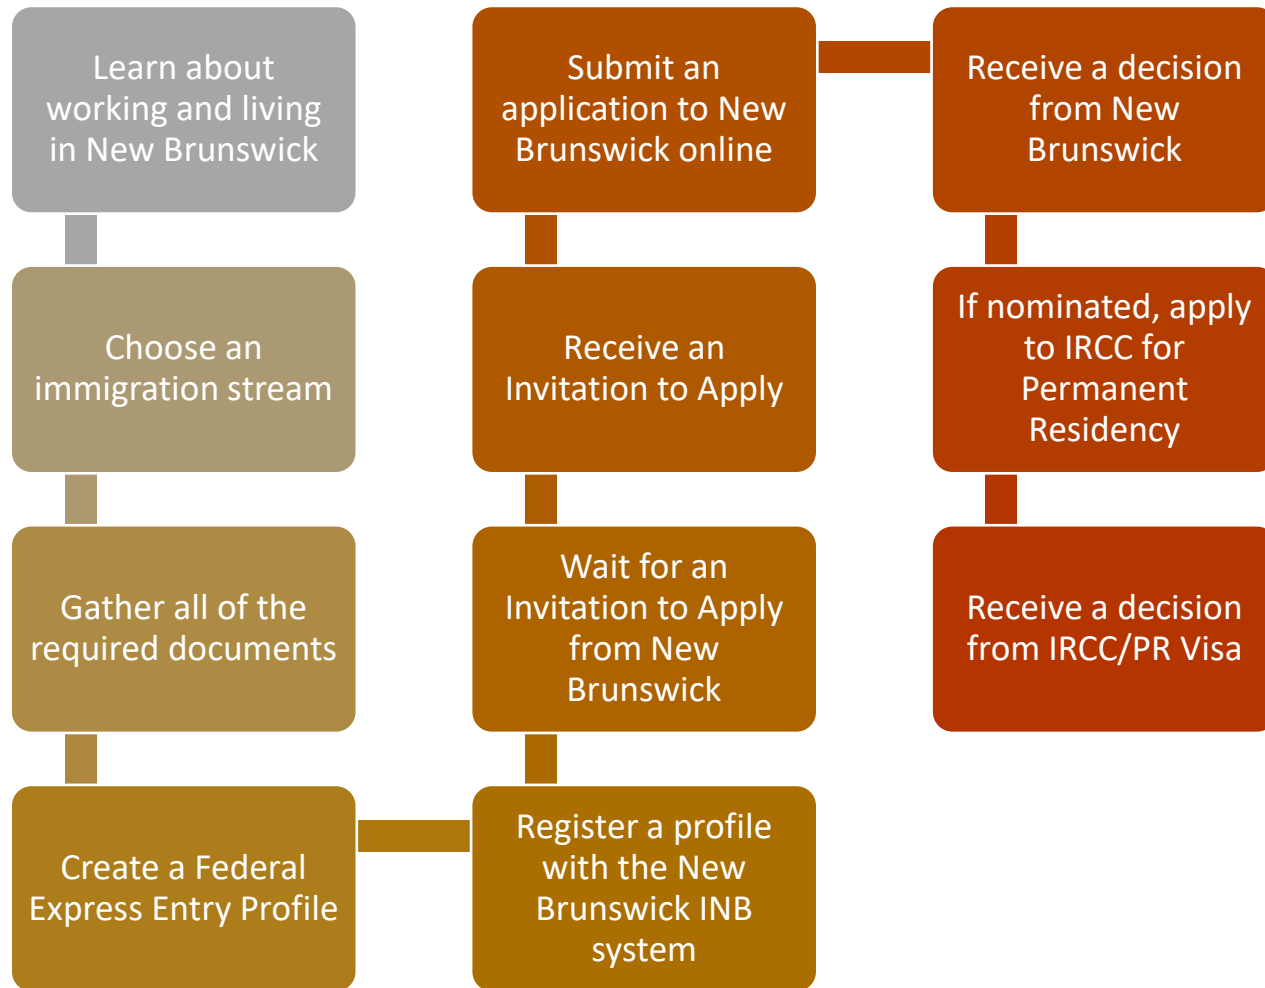 Learn about
working and living
in New Brunswick
Choose an
immigration stream
Gather all of the
required documents
Create a Federal
Express Entry Profile
Register a profile
with the New
Brunswick INB
system
Wait for an
Invitation to Apply
from New
Brunswick
Receive an
Invitation to Apply
Submit an
application to New
Brunswick online
Receive a decision
from New
Brunswick
If nominated, apply
to IRCC for
Permanent
Residency
Receive a decision
from IRCC/PR Visa